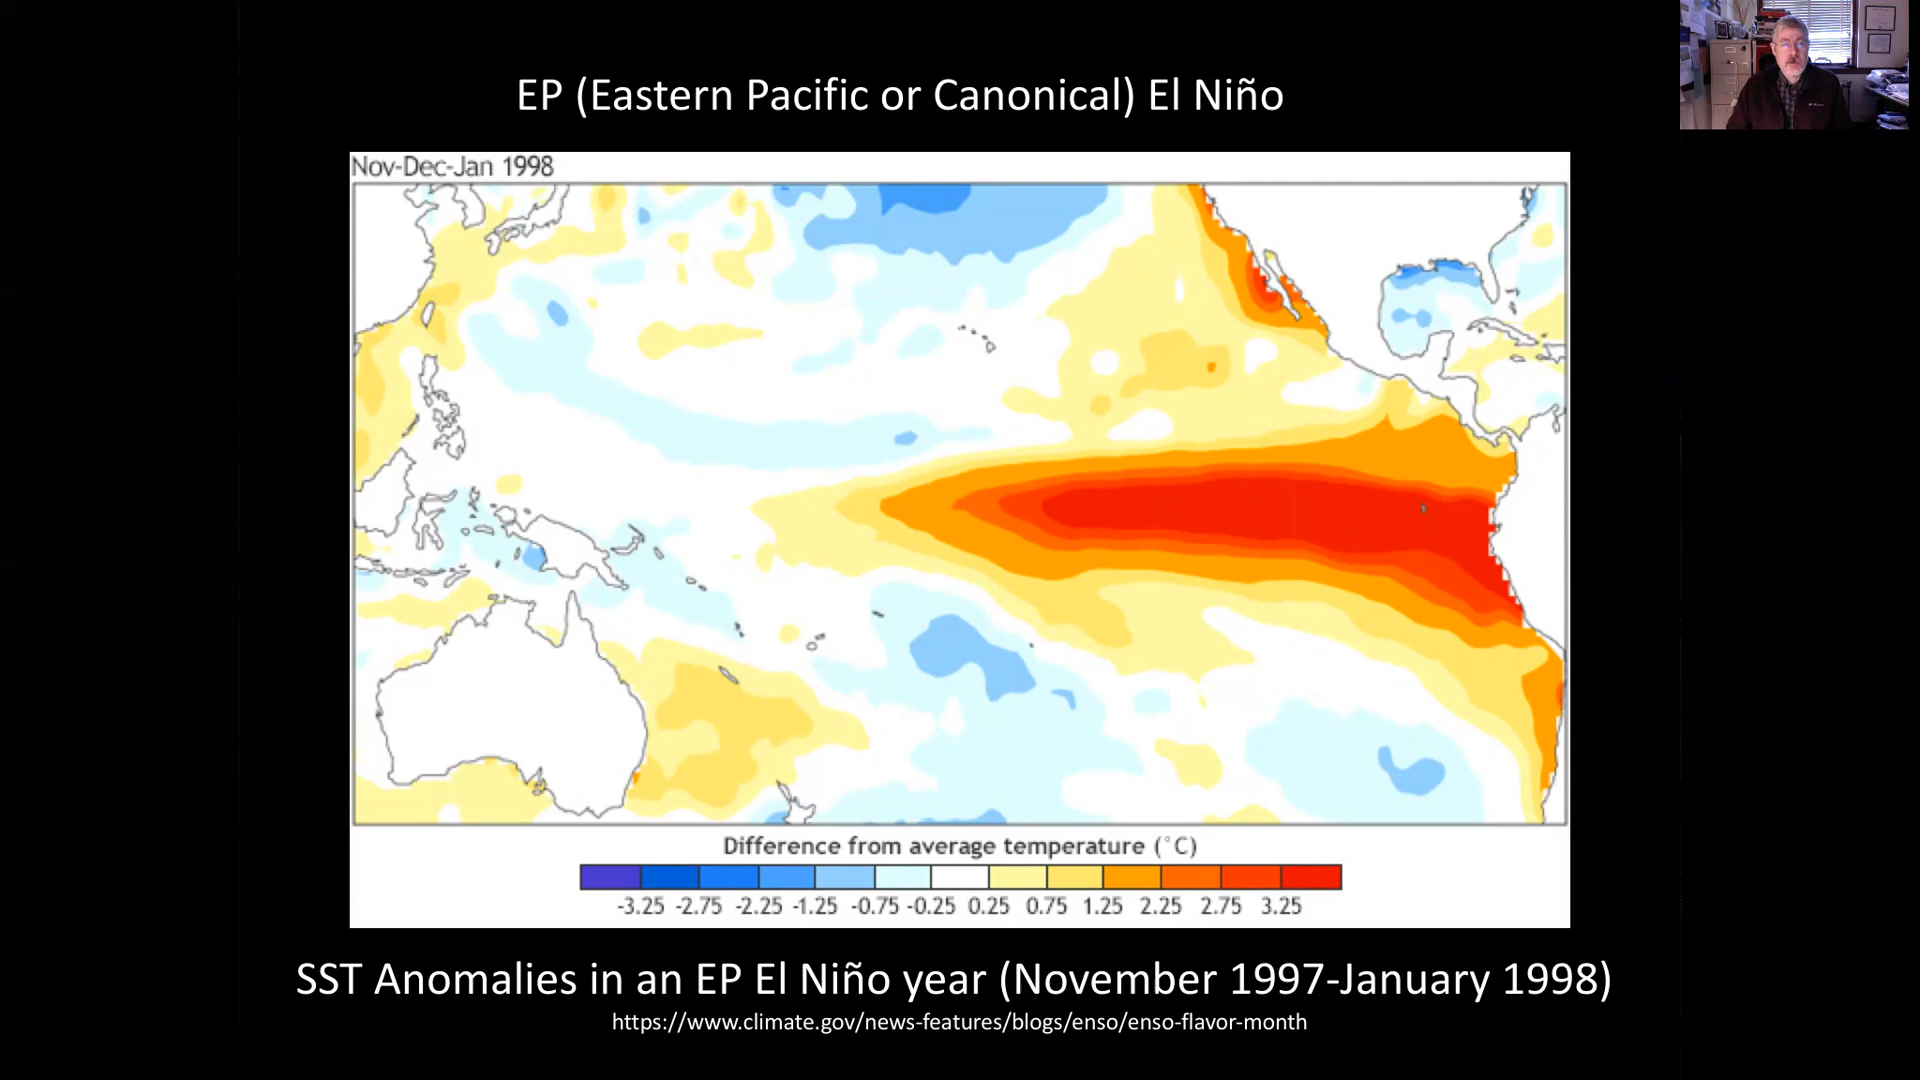 EP (Eastern Pacific or Canonical) El Niño
Nov-Dec-Jan 1998
Difference from average temperature (°C)
-3.25 -2.75 -2.25 -1.25 -0.75 -0.25 0.25 0.75 1.25 2.25 2.75 3.25
SST Anomalies in an EP El Niño year (November 1997-January 1998)
https://www.climate.gov/news-features/blogs/enso/enso-flavor-month